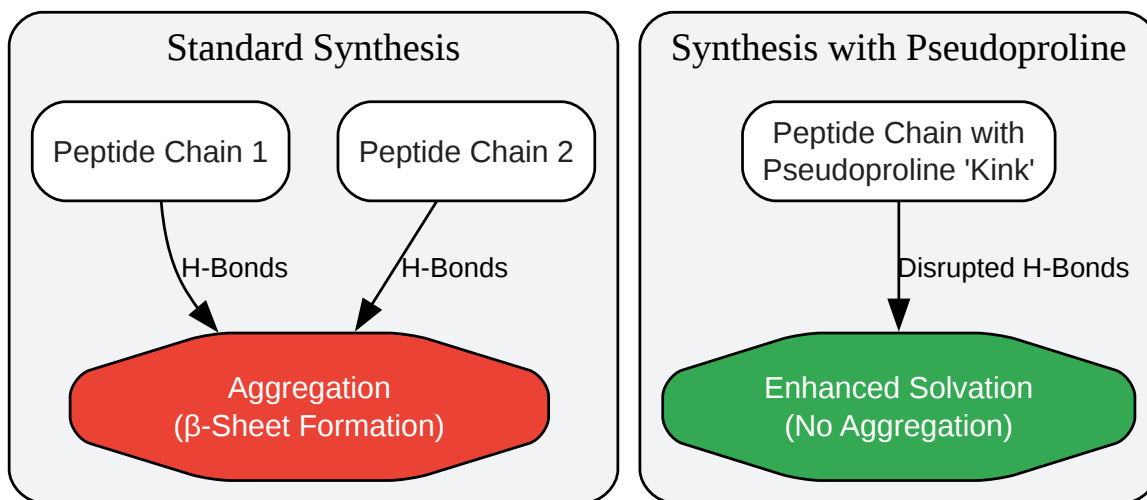 Standard Synthesis
Peptide Chain 1
Peptide Chain 2
H-Bonds
H-Bonds
Aggregation
(β-Sheet Formation)
Synthesis with Pseudoproline
Peptide Chain with
Pseudoproline 'Kink'
Disrupted H-Bonds
Enhanced Solvation
(No Aggregation)